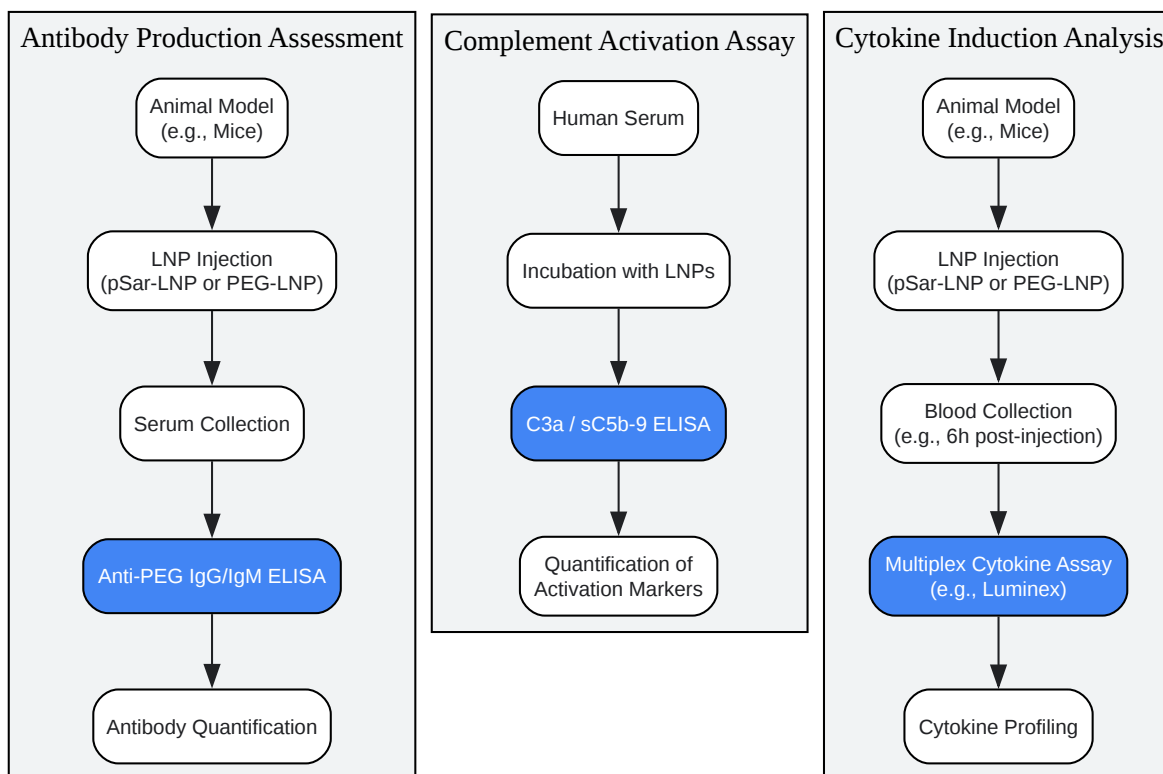 Antibody Production Assessment
Animal Model
(e.g., Mice)
LNP Injection
(pSar-LNP or PEG-LNP)
Serum Collection
Anti-PEG IgG/IgM ELISA
Antibody Quantification
Complement Activation Assay
Human Serum
Incubation with LNPs
C3a / sC5b-9 ELISA
Quantification of
Activation Markers
Cytokine Induction Analysis
Animal Model
(e.g., Mice)
LNP Injection
(pSar-LNP or PEG-LNP)
Blood Collection
(e.g., 6h post-injection)
Multiplex Cytokine Assay
(e.g., Luminex)
Cytokine Profiling